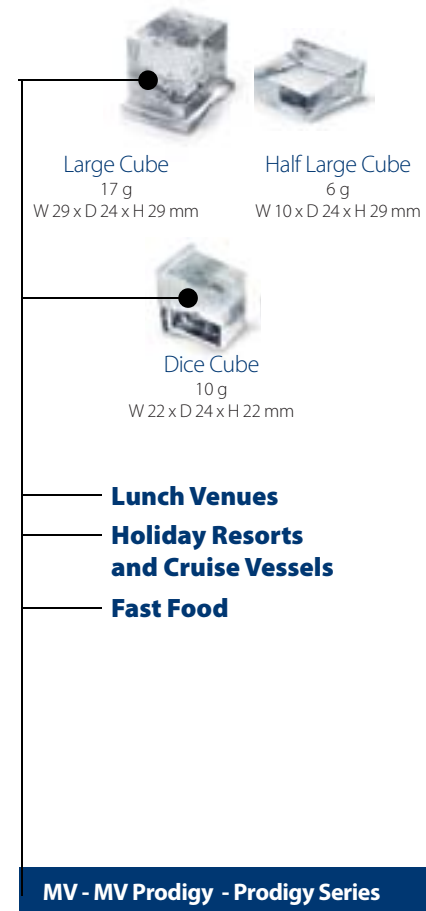 Large Cube
17 g
W 29 x D 24 x H 29 mm
Half Large Cube
6 g
W 10 x D 24 x H 29 mm
Dice Cube
10 g
W 22 x D 24 x H 22 mm
Lunch Venues
Holiday Resorts
and Cruise Vessels
Fast Food
MV - MV Prodigy - Prodigy Series